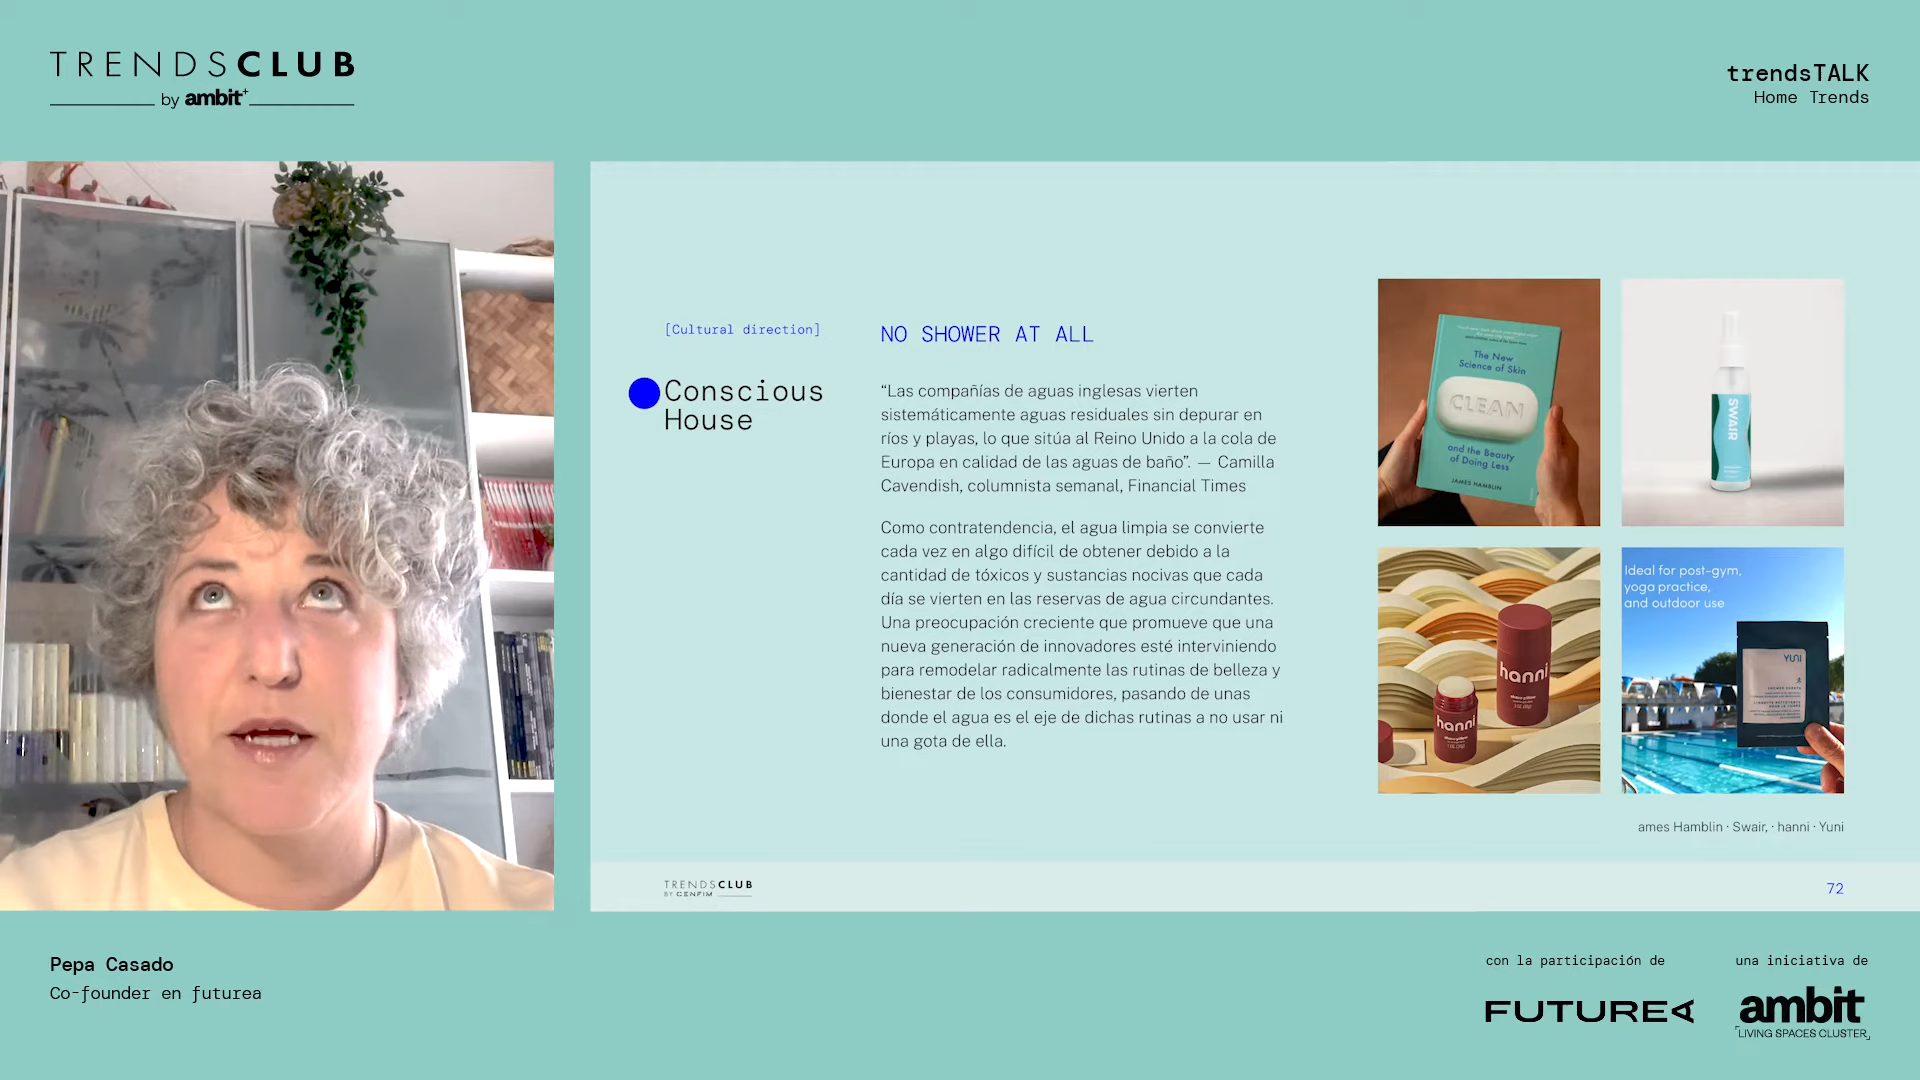 TRENDSCLUB
by ambit+
trendsTALK
Home Trends
[Cultural direction]
Conscious
House
NO SHOWER AT ALL
“Las compañías de aguas inglesas vierten
sistemáticamente aguas residuales sin depurar en
ríos y playas, lo que sitúa al Reino Unido a la cola de
Europa en calidad de las aguas de baño”. — Camilla
Cavendish, columnista semanal, Financial Times
Como contratendencia, el agua limpia se convierte
cada vez en algo difícil de obtener debido a la
cantidad de tóxicos y sustancias nocivas que cada
día se vierten en las reservas de agua circundantes.
Una preocupación creciente que promueve que una
nueva generación de innovadores esté interviniendo
para remodelar radicalmente las rutinas de belleza y
bienestar de los consumidores, pasando de unas
donde el agua es el eje de dichas rutinas a no usar ni
una gota de ella.
The New
Science of Skin
CLEAN
and the Beauty
of Doing Less
JAMES HAMBLIN
SWAIR
hanni
hanni
Ideal for post-gym,
yoga practice,
and outdoor use
YUNI
ames Hamblin · Swair, · hanni · Yuni
TRENDSCLUB
BY CENFIM
72
Pepa Casado
Co-founder en futurea
con la participación de
FUTUREA
una iniciativa de
ambit
LIVING SPACES CLUSTER